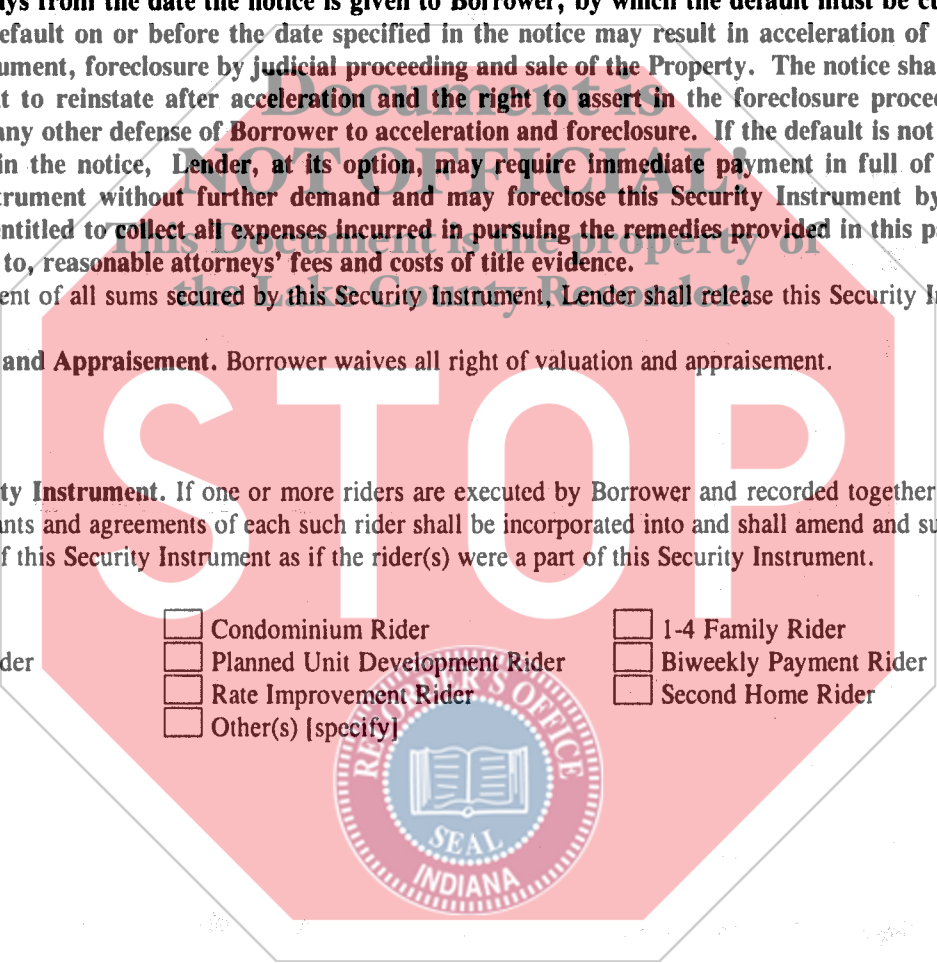 ys from the date the notice is given to Borrower, by which the default must be cu
efault on or before the date specified in the notice may result in acceleration of
ument, foreclosure by judicial proceeding and sale of the Property. The notice sha
t to reinstate after acceleration and the right to assert in the foreclosure procee
any other defense of Borrower to acceleration and foreclosure. If the default is not
in the notice, Lender, at its option, may require immediate payment in full of
trument without further demand and may foreclose this Security Instrument by
entitled to collect all expenses incurred in pursuing the remedies provided in this p
to, reasonable attorneys' fees and costs of title evidence.
ent of all sums secured by this Security Instrument, Lender shall release this Security I
and Appraisement. Borrower waives all right of valuation and appraisement.
ty Instrument. If one or more riders are executed by Borrower and recorded together
nts and agreements of each such rider shall be incorporated into and shall amend and su
f this Security Instrument as if the rider(s) were a part of this Security Instrument.
Condominium Rider 1-4 Family Rider
der Planned Unit Development Rider Biweekly Payment Rider
Rate Improvement Rider Second Home Rider
Other(s) [specify]
Document is
NOT OFFICIAL!
This Document is the property of
the Lake County Recorder!
STOP
RECORDER'S OFFICE
SEAL
INDIANA